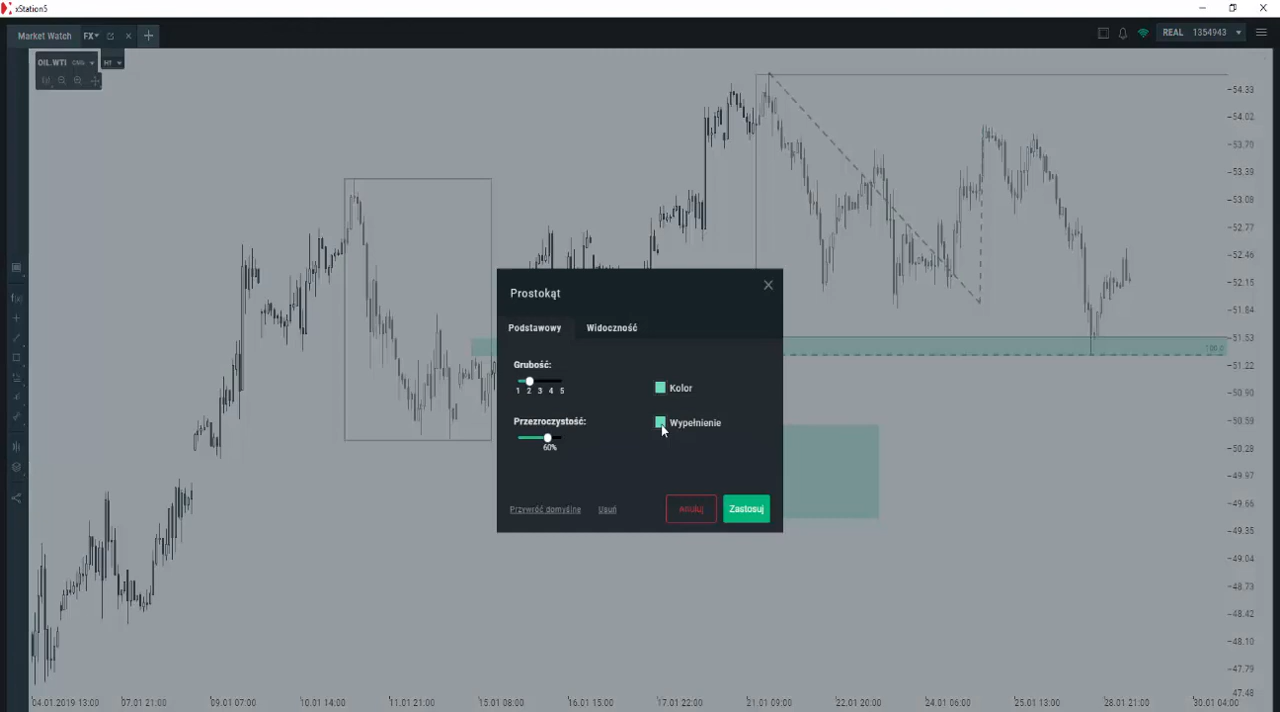 xStation5
Market Watch FX
REAL 1354943
OIL.WTI H1
54.33
54.02
53.70
53.39
53.08
52.77
52.46
52.15
51.84
51.53
100.0
51.22
50.90
50.59
50.28
49.97
49.66
49.35
49.04
48.73
48.42
48.10
47.79
47.48
Prostokąt
Podstawowy Widoczność
Grubość:
1 2 3 4 5
Kolor
Przezroczystość:
60%
Wypełnienie
Przywróć domyślne Usuń Anuluj Zastosuj
04.01.2019 13:00 07.01 21:00 09.01 07:00 10.01 14:00 11.01 21:00 15.01 08:00 16.01 15:00 17.01 22:00 21.01 09:00 22.01 20:00 24.01 06:00 25.01 13:00 28.01 21:00 30.01 04:00